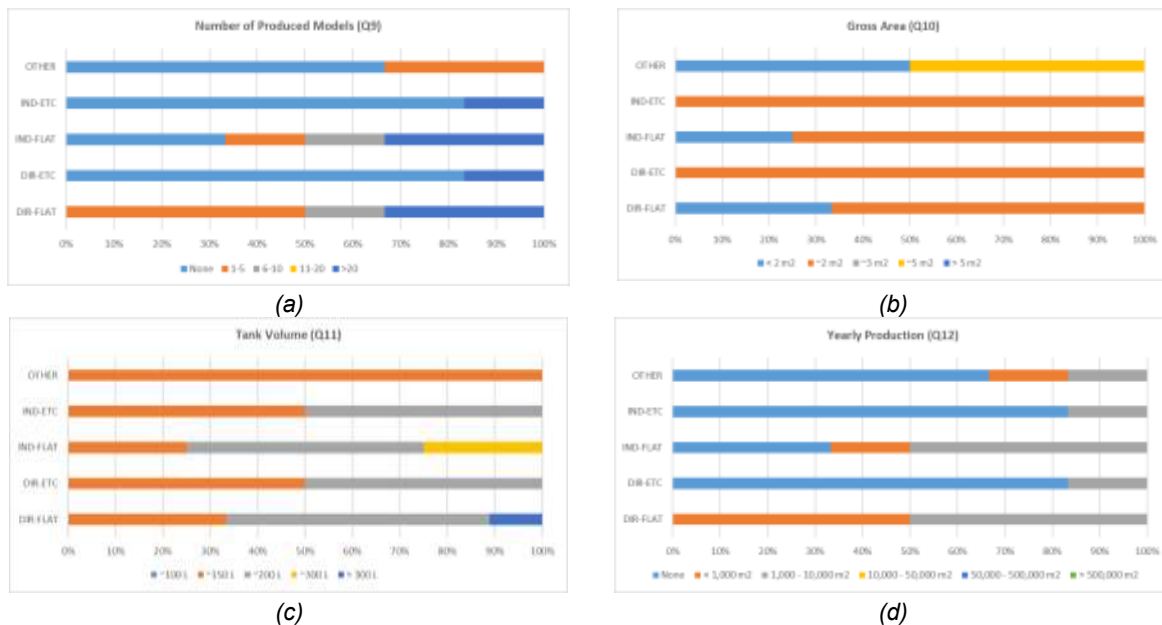 Number of Produced Models (Q9)
OTHER
IND-ETC
IND-FLAT
DIR-ETC
DIR-FLAT
0% 10% 20% 30% 40% 50% 60% 70% 80% 90% 100%
None 1-5 6-10 11-20 >20
(a)
Gross Area (Q10)
OTHER
IND-ETC
IND-FLAT
DIR-ETC
DIR-FLAT
0% 10% 20% 30% 40% 50% 60% 70% 80% 90% 100%
< 2 m2 ~2 m2 ~3 m2 ~5 m2 > 5 m2
(b)
Tank Volume (Q11)
OTHER
IND-ETC
IND-FLAT
DIR-ETC
DIR-FLAT
0% 10% 20% 30% 40% 50% 60% 70% 80% 90% 100%
~100 L ~150 L ~200 L ~300 L > 300 L
(c)
Yearly Production (Q12)
OTHER
IND-ETC
IND-FLAT
DIR-ETC
DIR-FLAT
0% 10% 20% 30% 40% 50% 60% 70% 80% 90% 100%
None < 1,000 m2 1,000 - 10,000 m2 10,000 - 50,000 m2 50,000 - 500,000 m2 > 500,000 m2
(d)